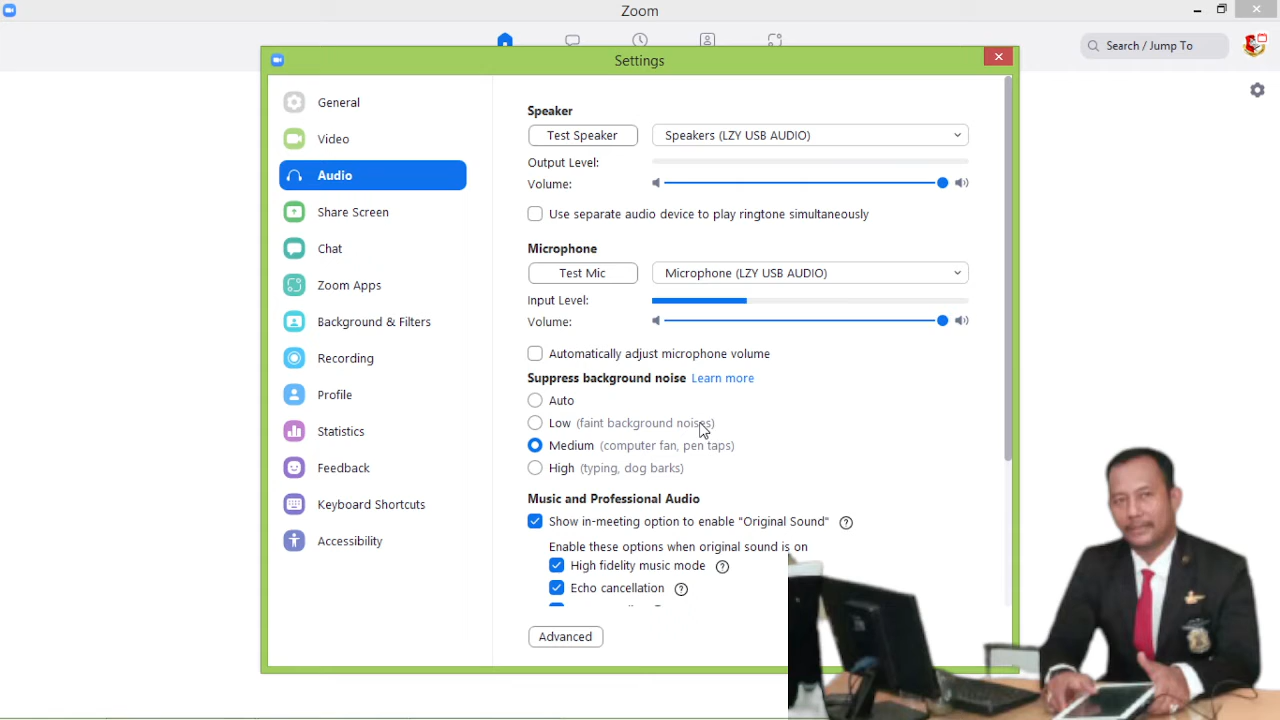 Zoom
Search / Jump To
Settings
General
Video
Audio
Share Screen
Chat
Zoom Apps
Background & Filters
Recording
Profile
Statistics
Feedback
Keyboard Shortcuts
Accessibility
Speaker
Test Speaker
Speakers (LZY USB AUDIO)
Output Level:
Volume:
Use separate audio device to play ringtone simultaneously
Microphone
Test Mic
Microphone (LZY USB AUDIO)
Input Level:
Volume:
Automatically adjust microphone volume
Suppress background noise Learn more
Auto
Low (faint background noises)
Medium (computer fan, pen taps)
High (typing, dog barks)
Music and Professional Audio
Show in-meeting option to enable "Original Sound" ?
Enable these options when original sound is on
High fidelity music mode ?
Echo cancellation ?
Advanced